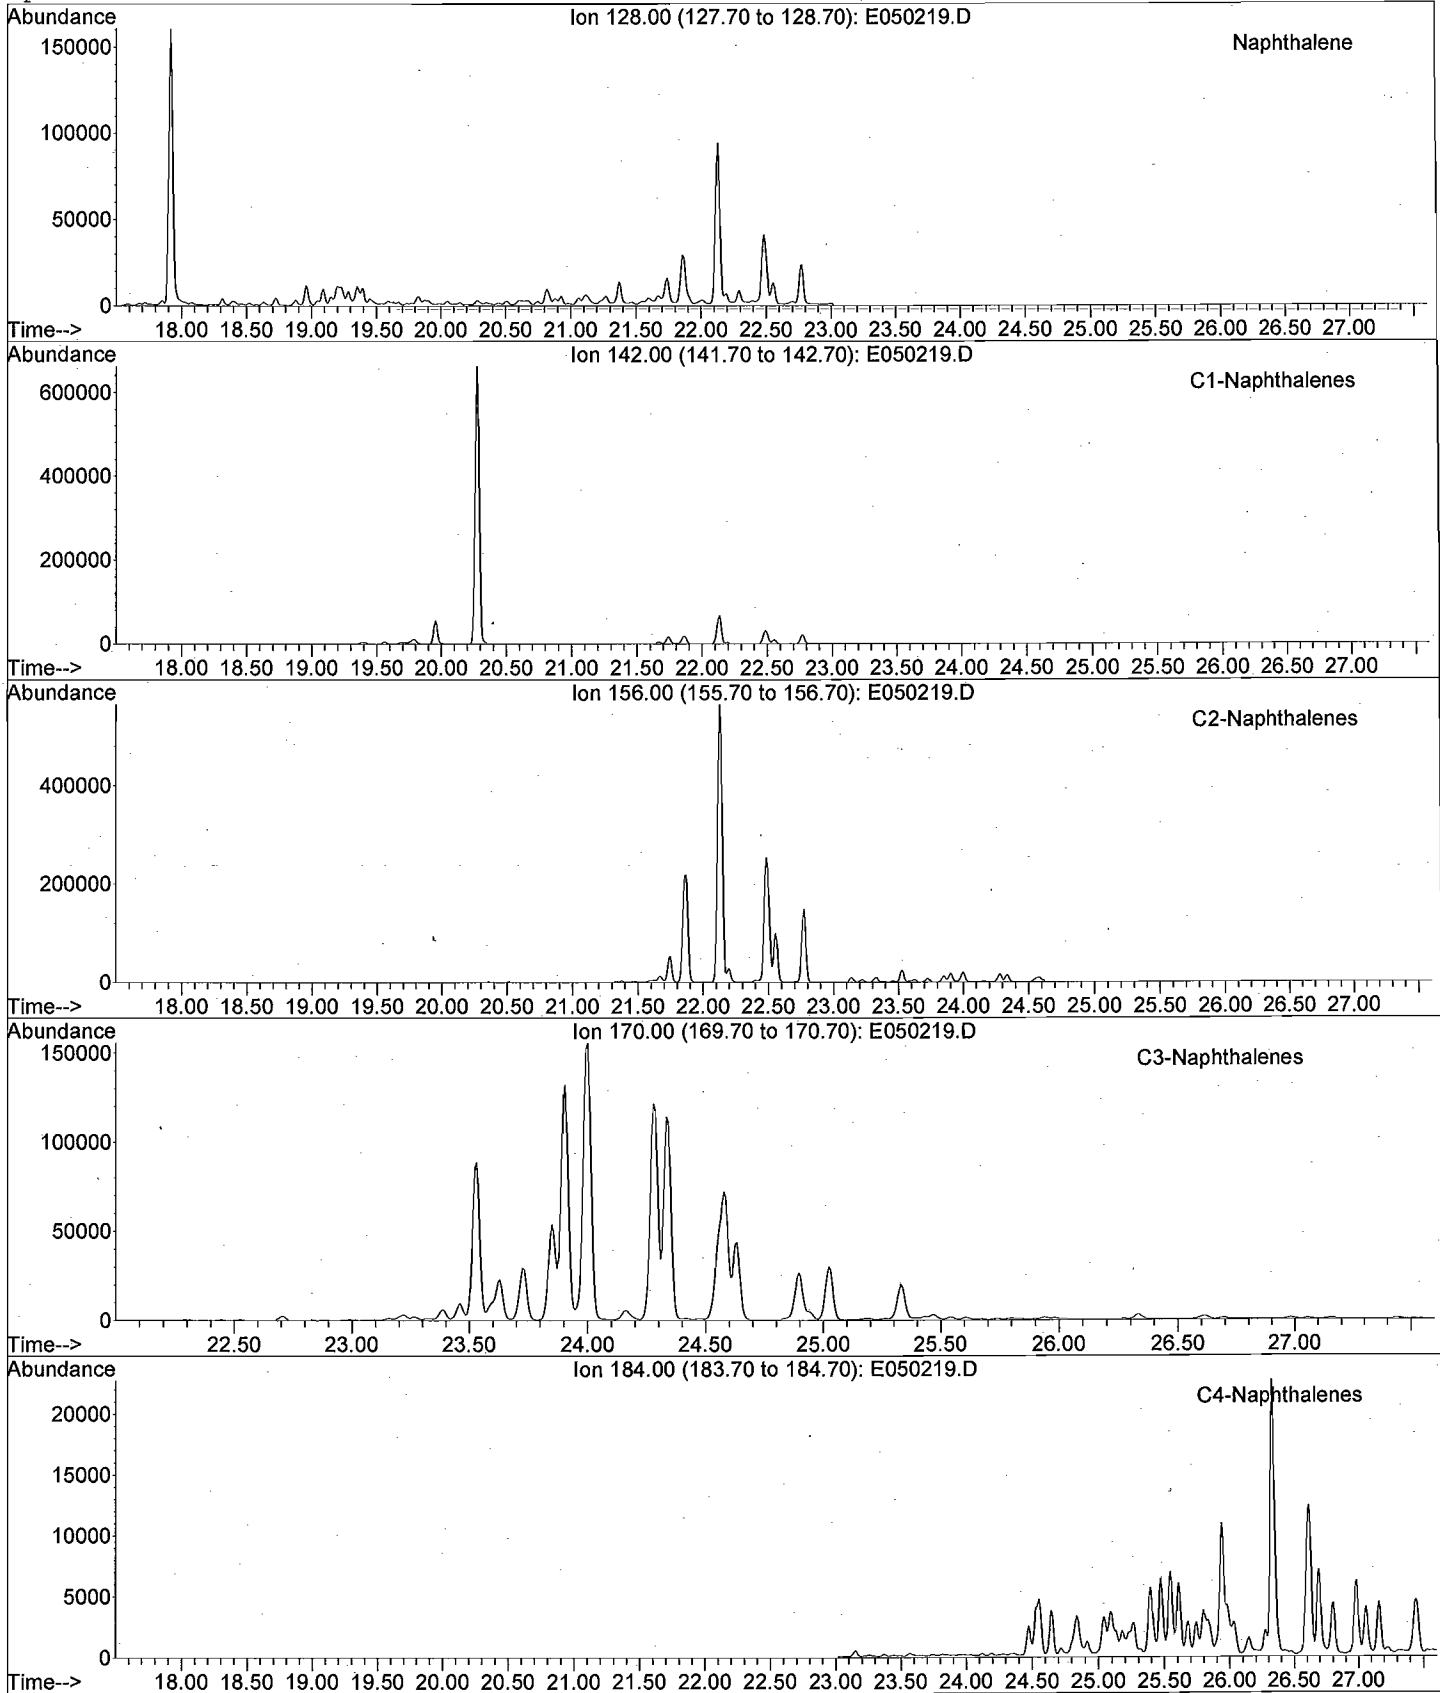 Abundance
Ion 128.00 (127.70 to 128.70): E050219.D
Naphthalene
150000
100000
50000
0
Time--> 18.00 18.50 19.00 19.50 20.00 20.50 21.00 21.50 22.00 22.50 23.00 23.50 24.00 24.50 25.00 25.50 26.00 26.50 27.00
Abundance
Ion 142.00 (141.70 to 142.70): E050219.D
C1-Naphthalenes
600000
400000
200000
0
Time--> 18.00 18.50 19.00 19.50 20.00 20.50 21.00 21.50 22.00 22.50 23.00 23.50 24.00 24.50 25.00 25.50 26.00 26.50 27.00
Abundance
Ion 156.00 (155.70 to 156.70): E050219.D
C2-Naphthalenes
400000
200000
0
Time--> 18.00 18.50 19.00 19.50 20.00 20.50 21.00 21.50 22.00 22.50 23.00 23.50 24.00 24.50 25.00 25.50 26.00 26.50 27.00
Abundance
Ion 170.00 (169.70 to 170.70): E050219.D
C3-Naphthalenes
150000
100000
50000
0
Time--> 22.50 23.00 23.50 24.00 24.50 25.00 25.50 26.00 26.50 27.00
Abundance
Ion 184.00 (183.70 to 184.70): E050219.D
C4-Naphthalenes
20000
15000
10000
5000
0
Time--> 18.00 18.50 19.00 19.50 20.00 20.50 21.00 21.50 22.00 22.50 23.00 23.50 24.00 24.50 25.00 25.50 26.00 26.50 27.00